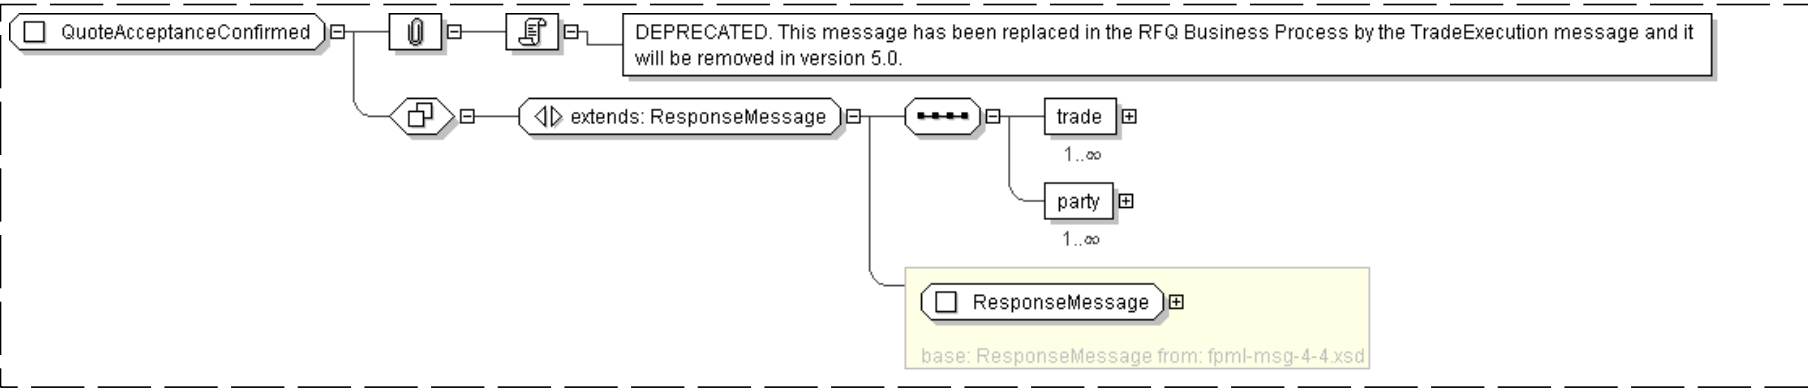 QuoteAcceptanceConfirmed
DEPRECATED. This message has been replaced in the RFQ Business Process by the TradeExecution message and it
will be removed in version 5.0.
extends: ResponseMessage
trade
1..∞
party
1..∞
ResponseMessage
base: ResponseMessage from: fpml-msg-4-4.xsd